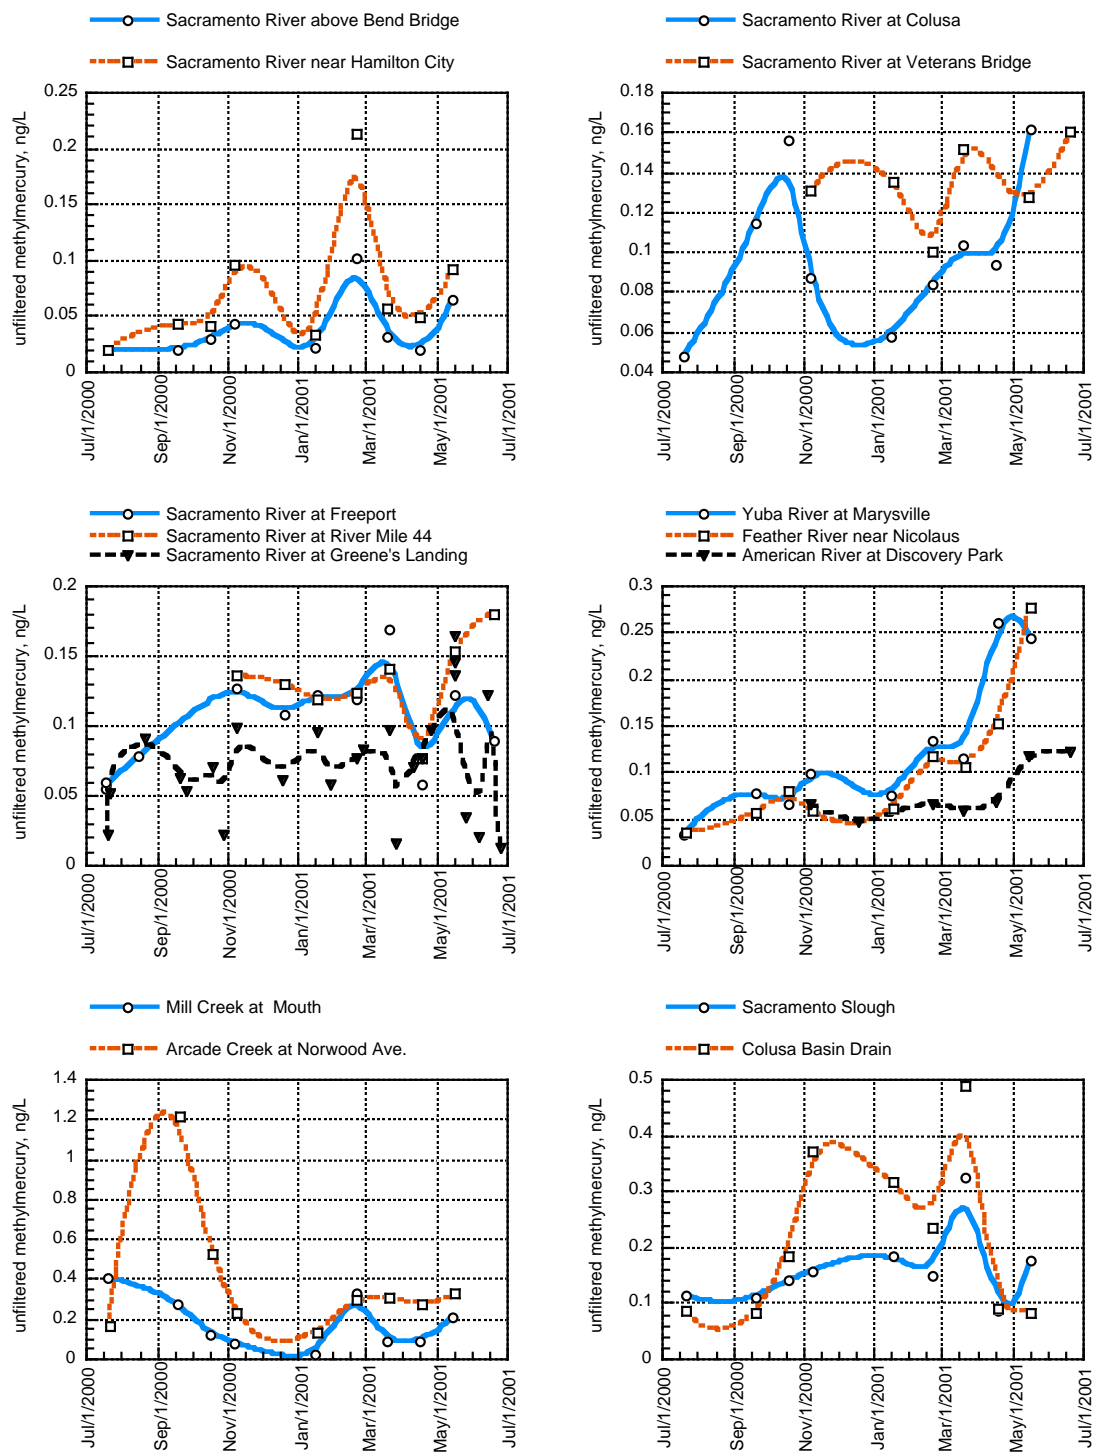 Sacramento River above Bend Bridge
Sacramento River near Hamilton City
unfiltered methylmercury, ng/L
0.25
0.2
0.15
0.1
0.05
0
Jul/1/2000
Sep/1/2000
Nov/1/2000
Jan/1/2001
Mar/1/2001
May/1/2001
Jul/1/2001
Sacramento River at Colusa
Sacramento River at Veterans Bridge
unfiltered methylmercury, ng/L
0.18
0.16
0.14
0.12
0.1
0.08
0.06
0.04
Jul/1/2000
Sep/1/2000
Nov/1/2000
Jan/1/2001
Mar/1/2001
May/1/2001
Jul/1/2001
Sacramento River at Freeport
Sacramento River at River Mile 44
Sacramento River at Greene's Landing
unfiltered methylmercury, ng/L
0.2
0.15
0.1
0.05
0
Jul/1/2000
Sep/1/2000
Nov/1/2000
Jan/1/2001
Mar/1/2001
May/1/2001
Jul/1/2001
Yuba River at Marysville
Feather River near Nicolaus
American River at Discovery Park
unfiltered methylmercury, ng/L
0.3
0.25
0.2
0.15
0.1
0.05
0
Jul/1/2000
Sep/1/2000
Nov/1/2000
Jan/1/2001
Mar/1/2001
May/1/2001
Jul/1/2001
Mill Creek at Mouth
Arcade Creek at Norwood Ave.
unfiltered methylmercury, ng/L
1.4
1.2
1
0.8
0.6
0.4
0.2
0
Jul/1/2000
Sep/1/2000
Nov/1/2000
Jan/1/2001
Mar/1/2001
May/1/2001
Jul/1/2001
Sacramento Slough
Colusa Basin Drain
unfiltered methylmercury, ng/L
0.5
0.4
0.3
0.2
0.1
0
Jul/1/2000
Sep/1/2000
Nov/1/2000
Jan/1/2001
Mar/1/2001
May/1/2001
Jul/1/2001